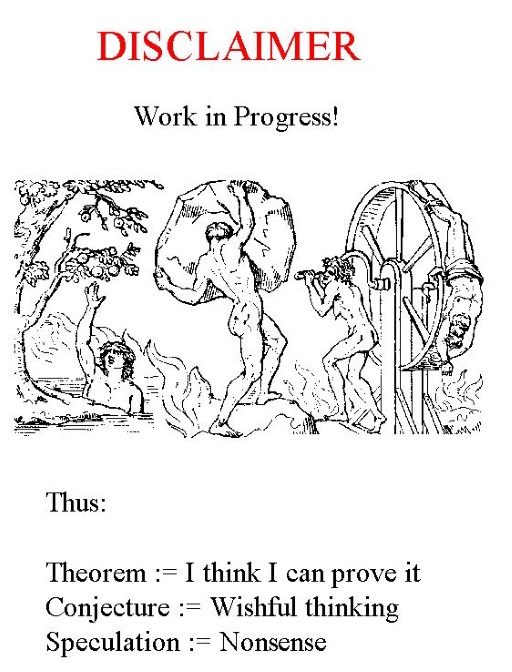 DISCLAIMER
Work in Progress!
Thus:
Theorem := I think I can prove it
Conjecture := Wishful thinking
Speculation := Nonsense